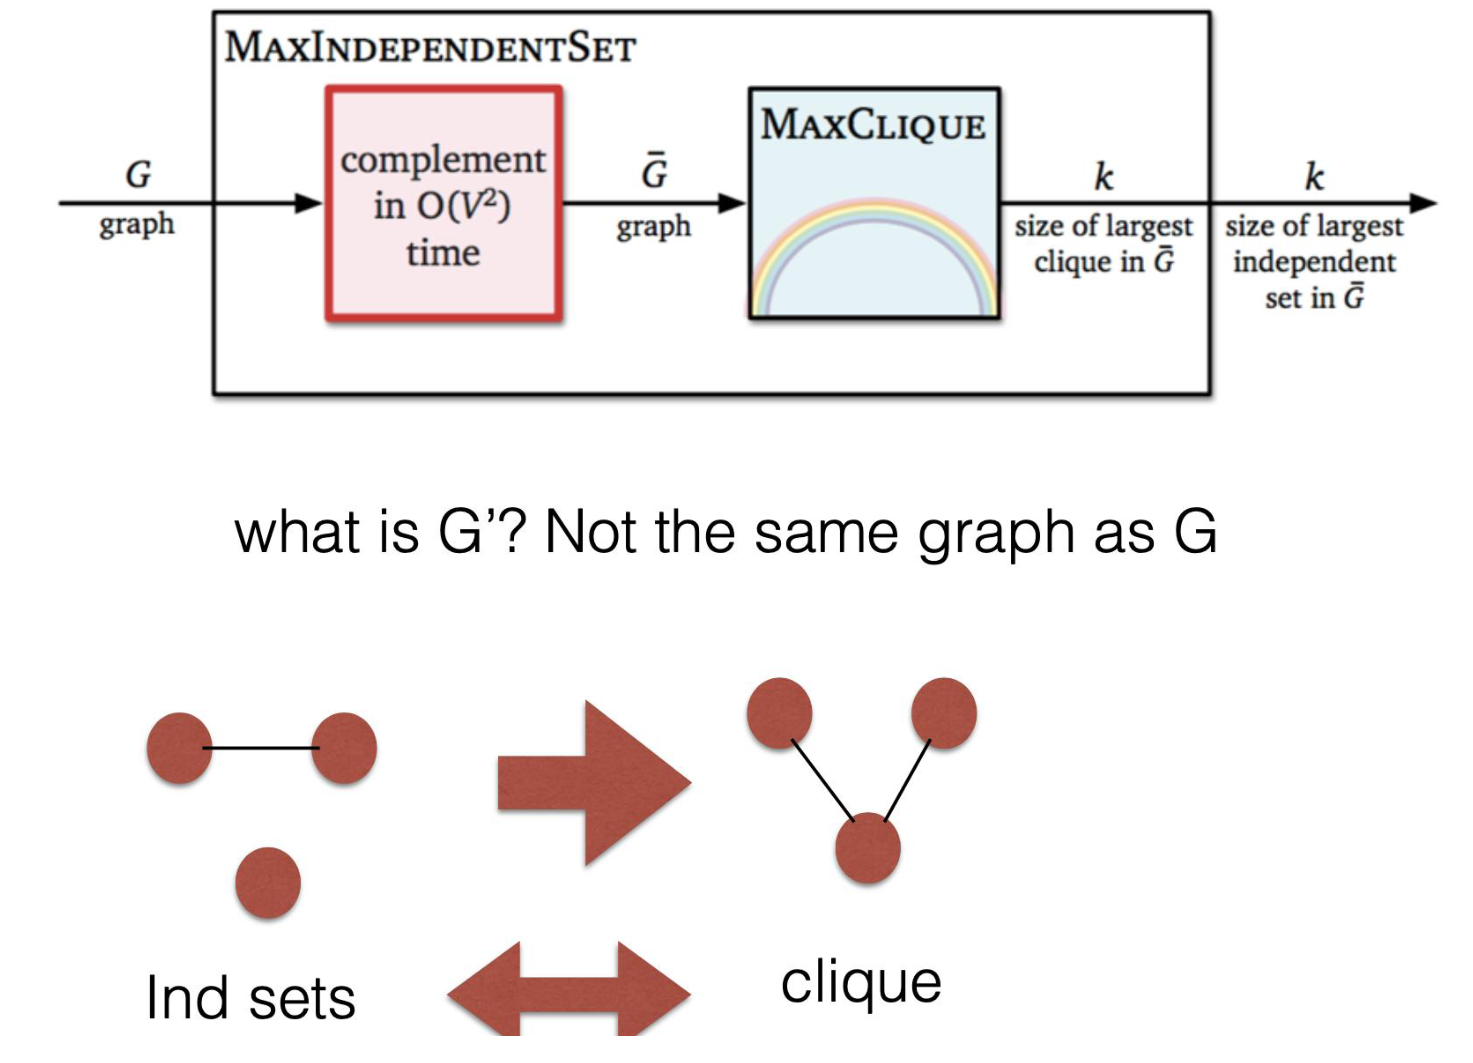 MAXINDEPENDENTSET
G
graph
complement
in O(V²)
time
Ḡ
graph
MAXCLIQUE
k
size of largest
clique in Ḡ
k
size of largest
independent
set in Ḡ
what is G’? Not the same graph as G
Ind sets
clique